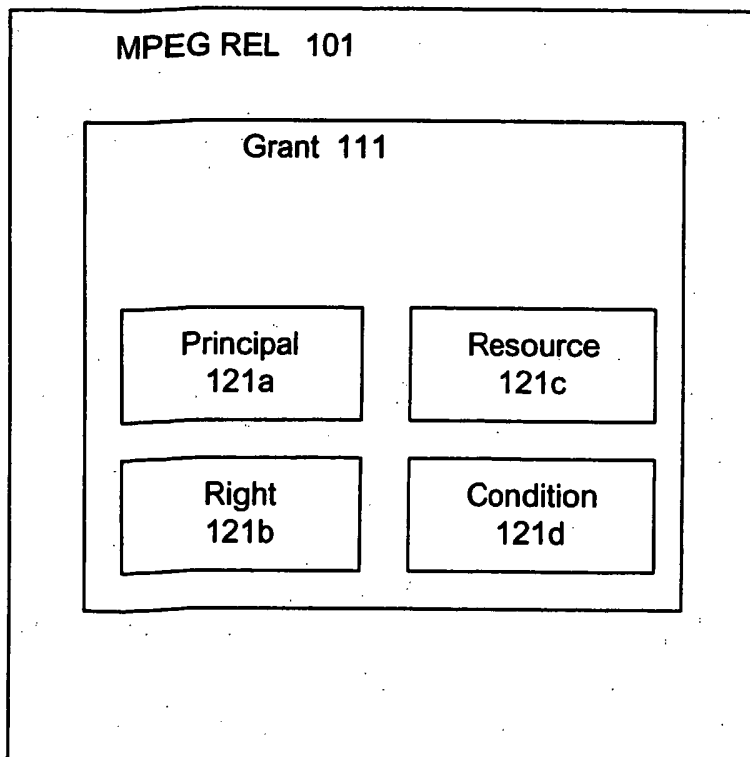 MPEG REL 101
Grant 111
Principal
121a
Resource
121c
Right
121b
Condition
121d